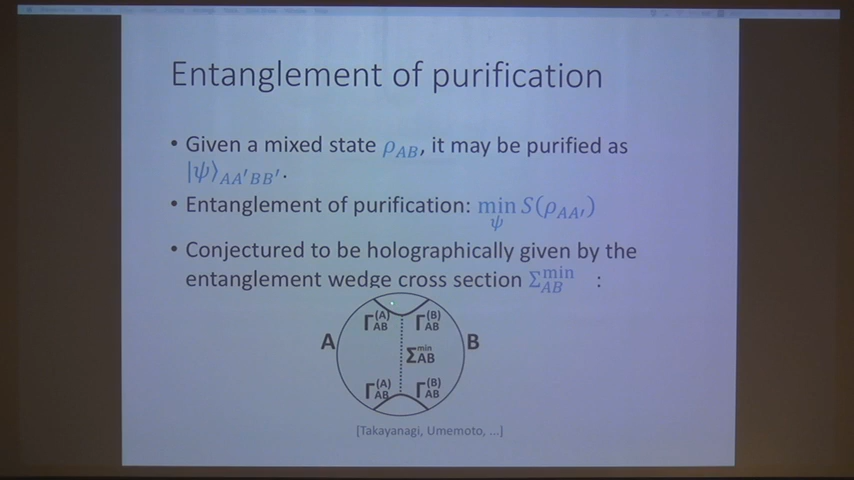 Entanglement of purification
• Given a mixed state ρ_AB, it may be purified as
|ψ⟩_AA′BB′.
• Entanglement of purification: min_ψ S(ρ_AA′)
• Conjectured to be holographically given by the
entanglement wedge cross section Σ_AB^min :
Γ_AB^(A) Γ_AB^(B)
A B
Σ_AB^min
Γ_AB^(A) Γ_AB^(B)
[Takayanagi, Umemoto, ...]